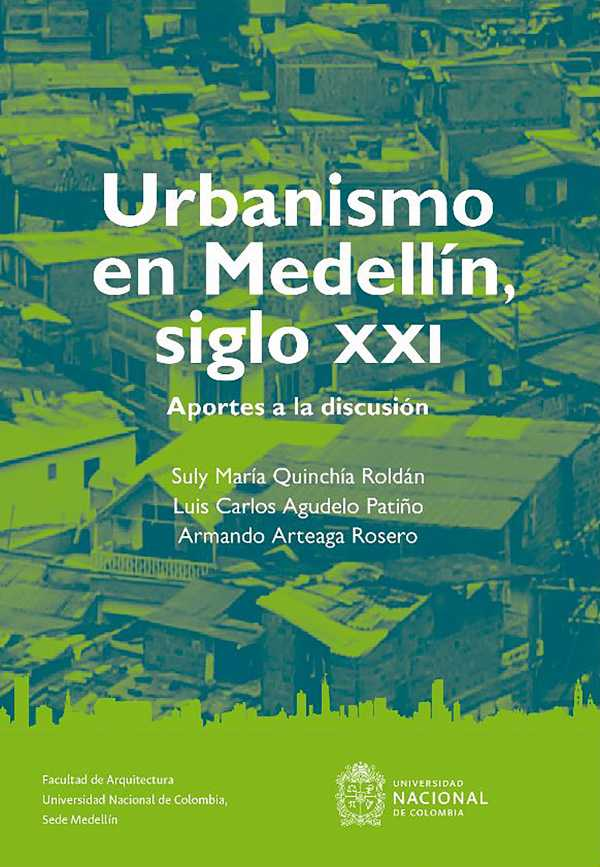 Urbanismo
en Medellín,
siglo XXI
Aportes a la discusión
Suly María Quinchía Roldán
Luis Carlos Agudelo Patiño
Armando Arteaga Rosero
Facultad de Arquitectura
Universidad Nacional de Colombia,
Sede Medellín
UNIVERSIDAD
NACIONAL
DE COLOMBIA